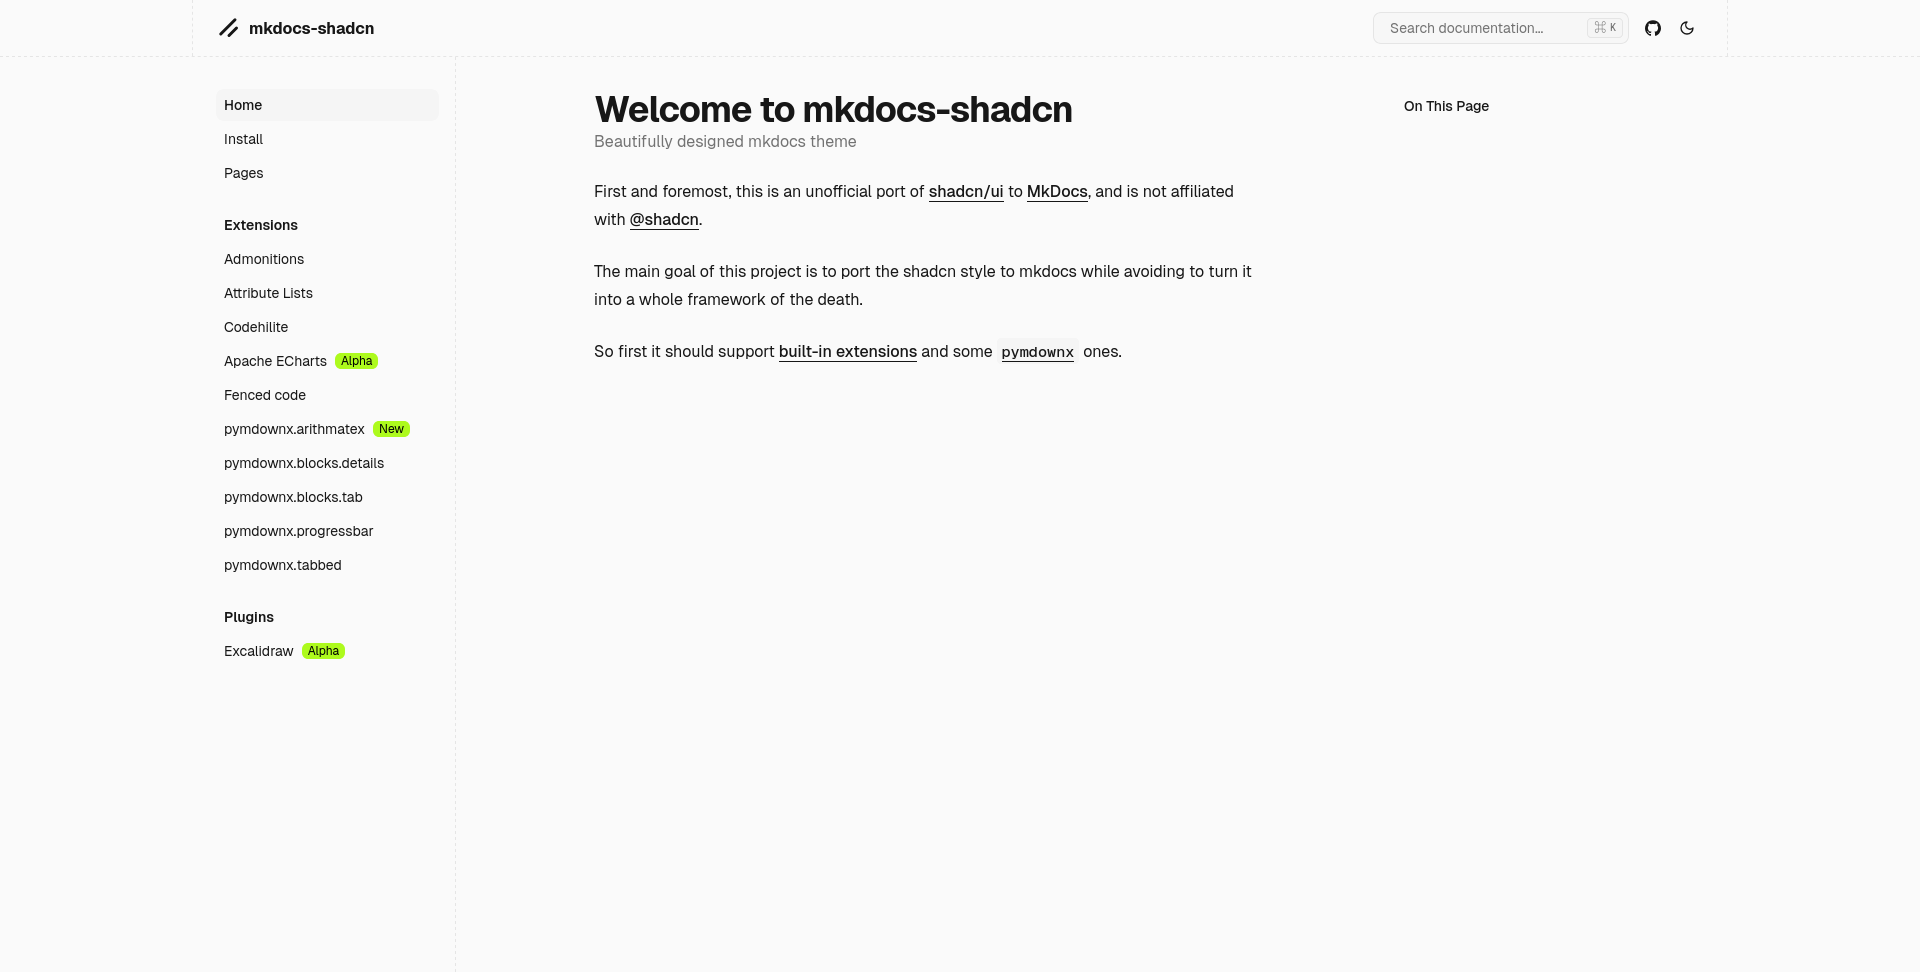 mkdocs-shadcn
Search documentation...
⌘ K
Home
Install
Pages
Extensions
Admonitions
Attribute Lists
Codehilite
Apache ECharts Alpha
Fenced code
pymdownx.arithmatex New
pymdownx.blocks.details
pymdownx.blocks.tab
pymdownx.progressbar
pymdownx.tabbed
Plugins
Excalidraw Alpha
Welcome to mkdocs-shadcn
Beautifully designed mkdocs theme
First and foremost, this is an unofficial port of shadcn/ui to MkDocs, and is not affiliated
with @shadcn.
The main goal of this project is to port the shadcn style to mkdocs while avoiding to turn it
into a whole framework of the death.
So first it should support built-in extensions and some pymdownx ones.
On This Page